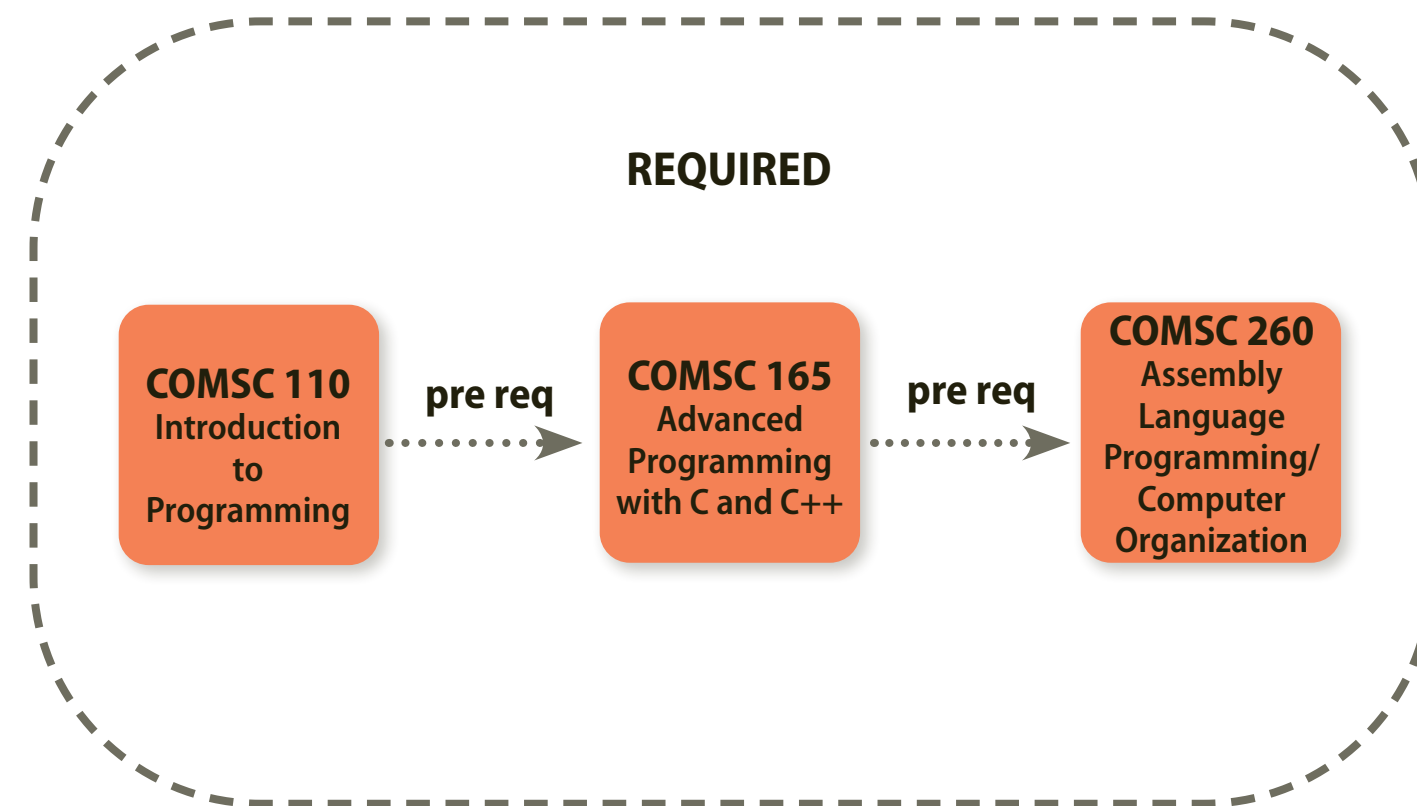 REQUIRED
COMSC 110
Introduction
to
Programming
pre req
COMSC 165
Advanced
Programming
with C and C++
pre req
COMSC 260
Assembly
Language
Programming/
Computer
Organization